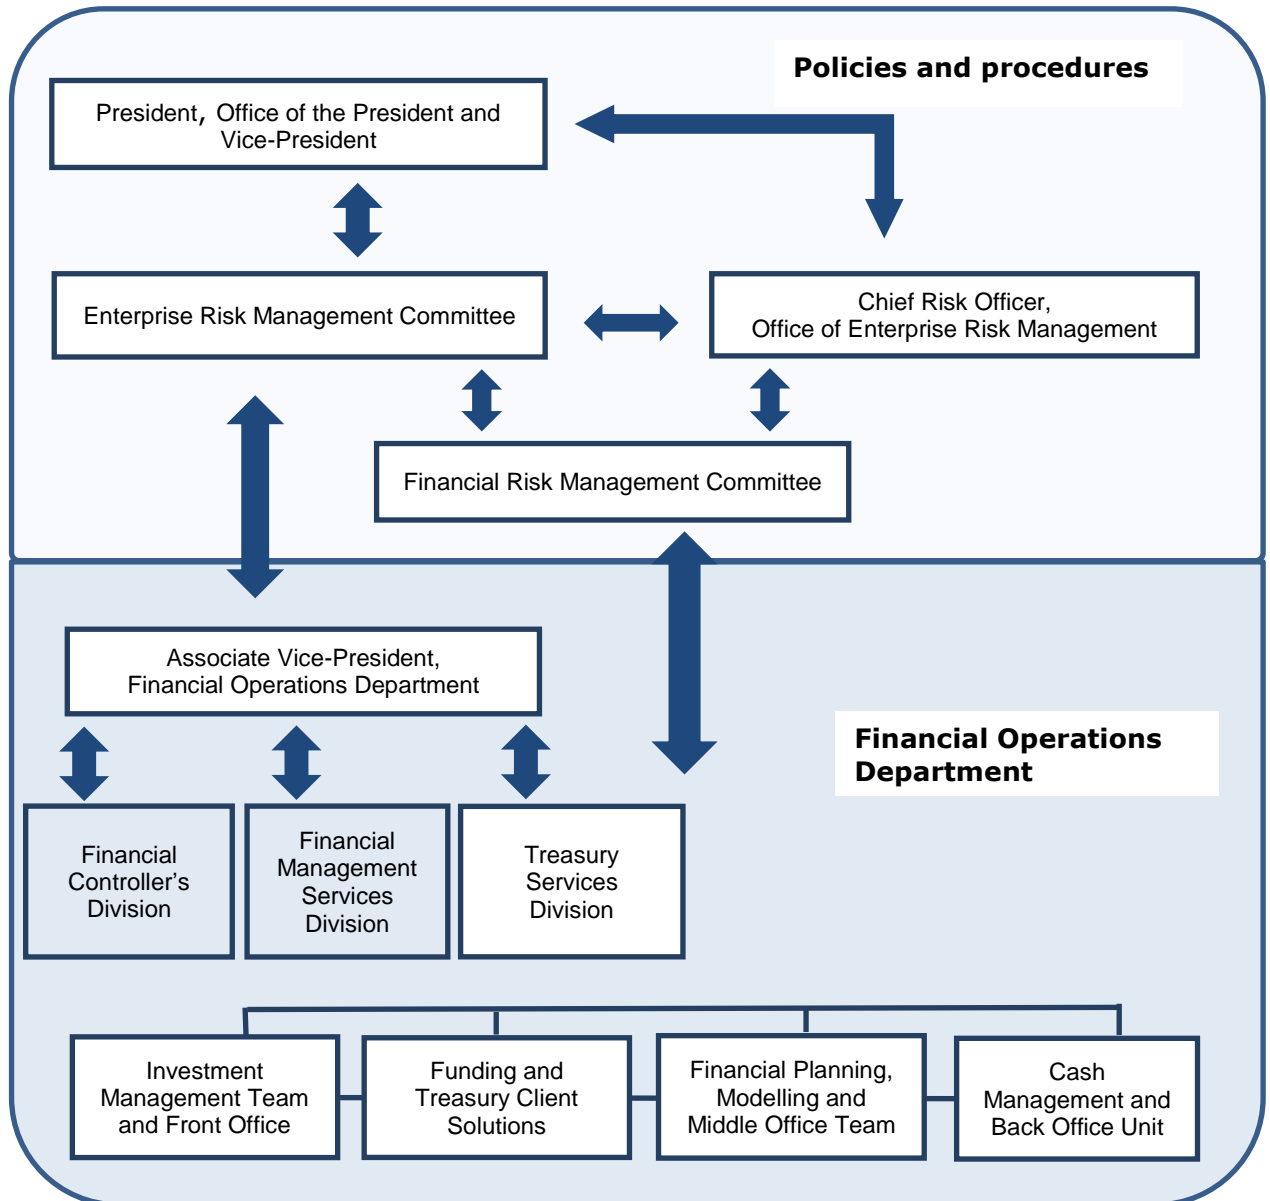 Policies and procedures
President, Office of the President and
Vice-President
Enterprise Risk Management Committee
Chief Risk Officer,
Office of Enterprise Risk Management
Financial Risk Management Committee
Associate Vice-President,
Financial Operations Department
Financial Operations
Department
Financial
Controller’s
Division
Financial
Management
Services
Division
Treasury
Services
Division
Investment
Management Team
and Front Office
Funding and
Treasury Client
Solutions
Financial Planning,
Modelling and
Middle Office Team
Cash
Management and
Back Office Unit